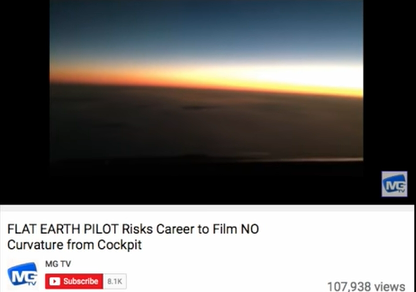 MG
TV
FLAT EARTH PILOT Risks Career to Film NO
Curvature from Cockpit
MG
TV
MG TV
Subscribe 8.1K
107,938 views